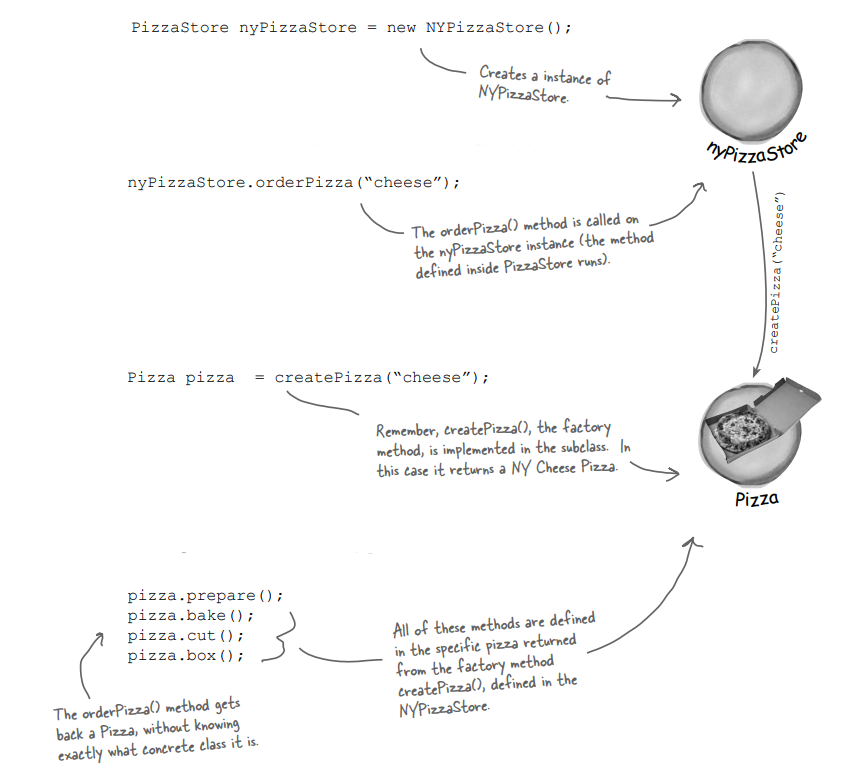 PizzaStore nyPizzaStore = new NYPizzaStore();
Creates a instance of
NYPizzaStore.
nyPizzaStore
nyPizzaStore.orderPizza(“cheese”);
The orderPizza() method is called on
the nyPizzaStore instance (the method
defined inside PizzaStore runs).
createPizza(“cheese”)
Pizza pizza  = createPizza(“cheese”);
Remember, createPizza(), the factory
method, is implemented in the subclass. In
this case it returns a NY Cheese Pizza.
Pizza
pizza.prepare();
pizza.bake();
pizza.cut();
pizza.box();
All of these methods are defined
in the specific pizza returned
from the factory method
createPizza(), defined in the
NYPizzaStore.
The orderPizza() method gets
back a Pizza, without knowing
exactly what concrete class it is.